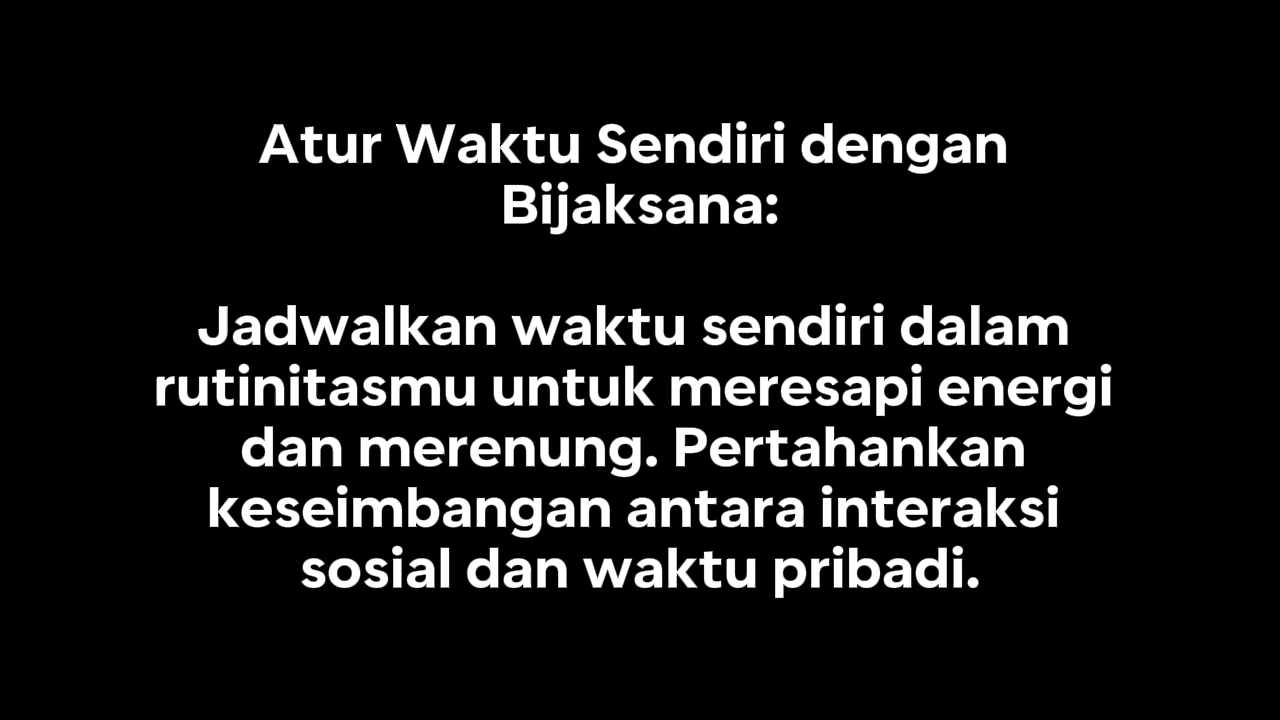 Atur Waktu Sendiri dengan
Bijaksana:
Jadwalkan waktu sendiri dalam
rutinitasmu untuk meresapi energi
dan merenung. Pertahankan
keseimbangan antara interaksi
sosial dan waktu pribadi.